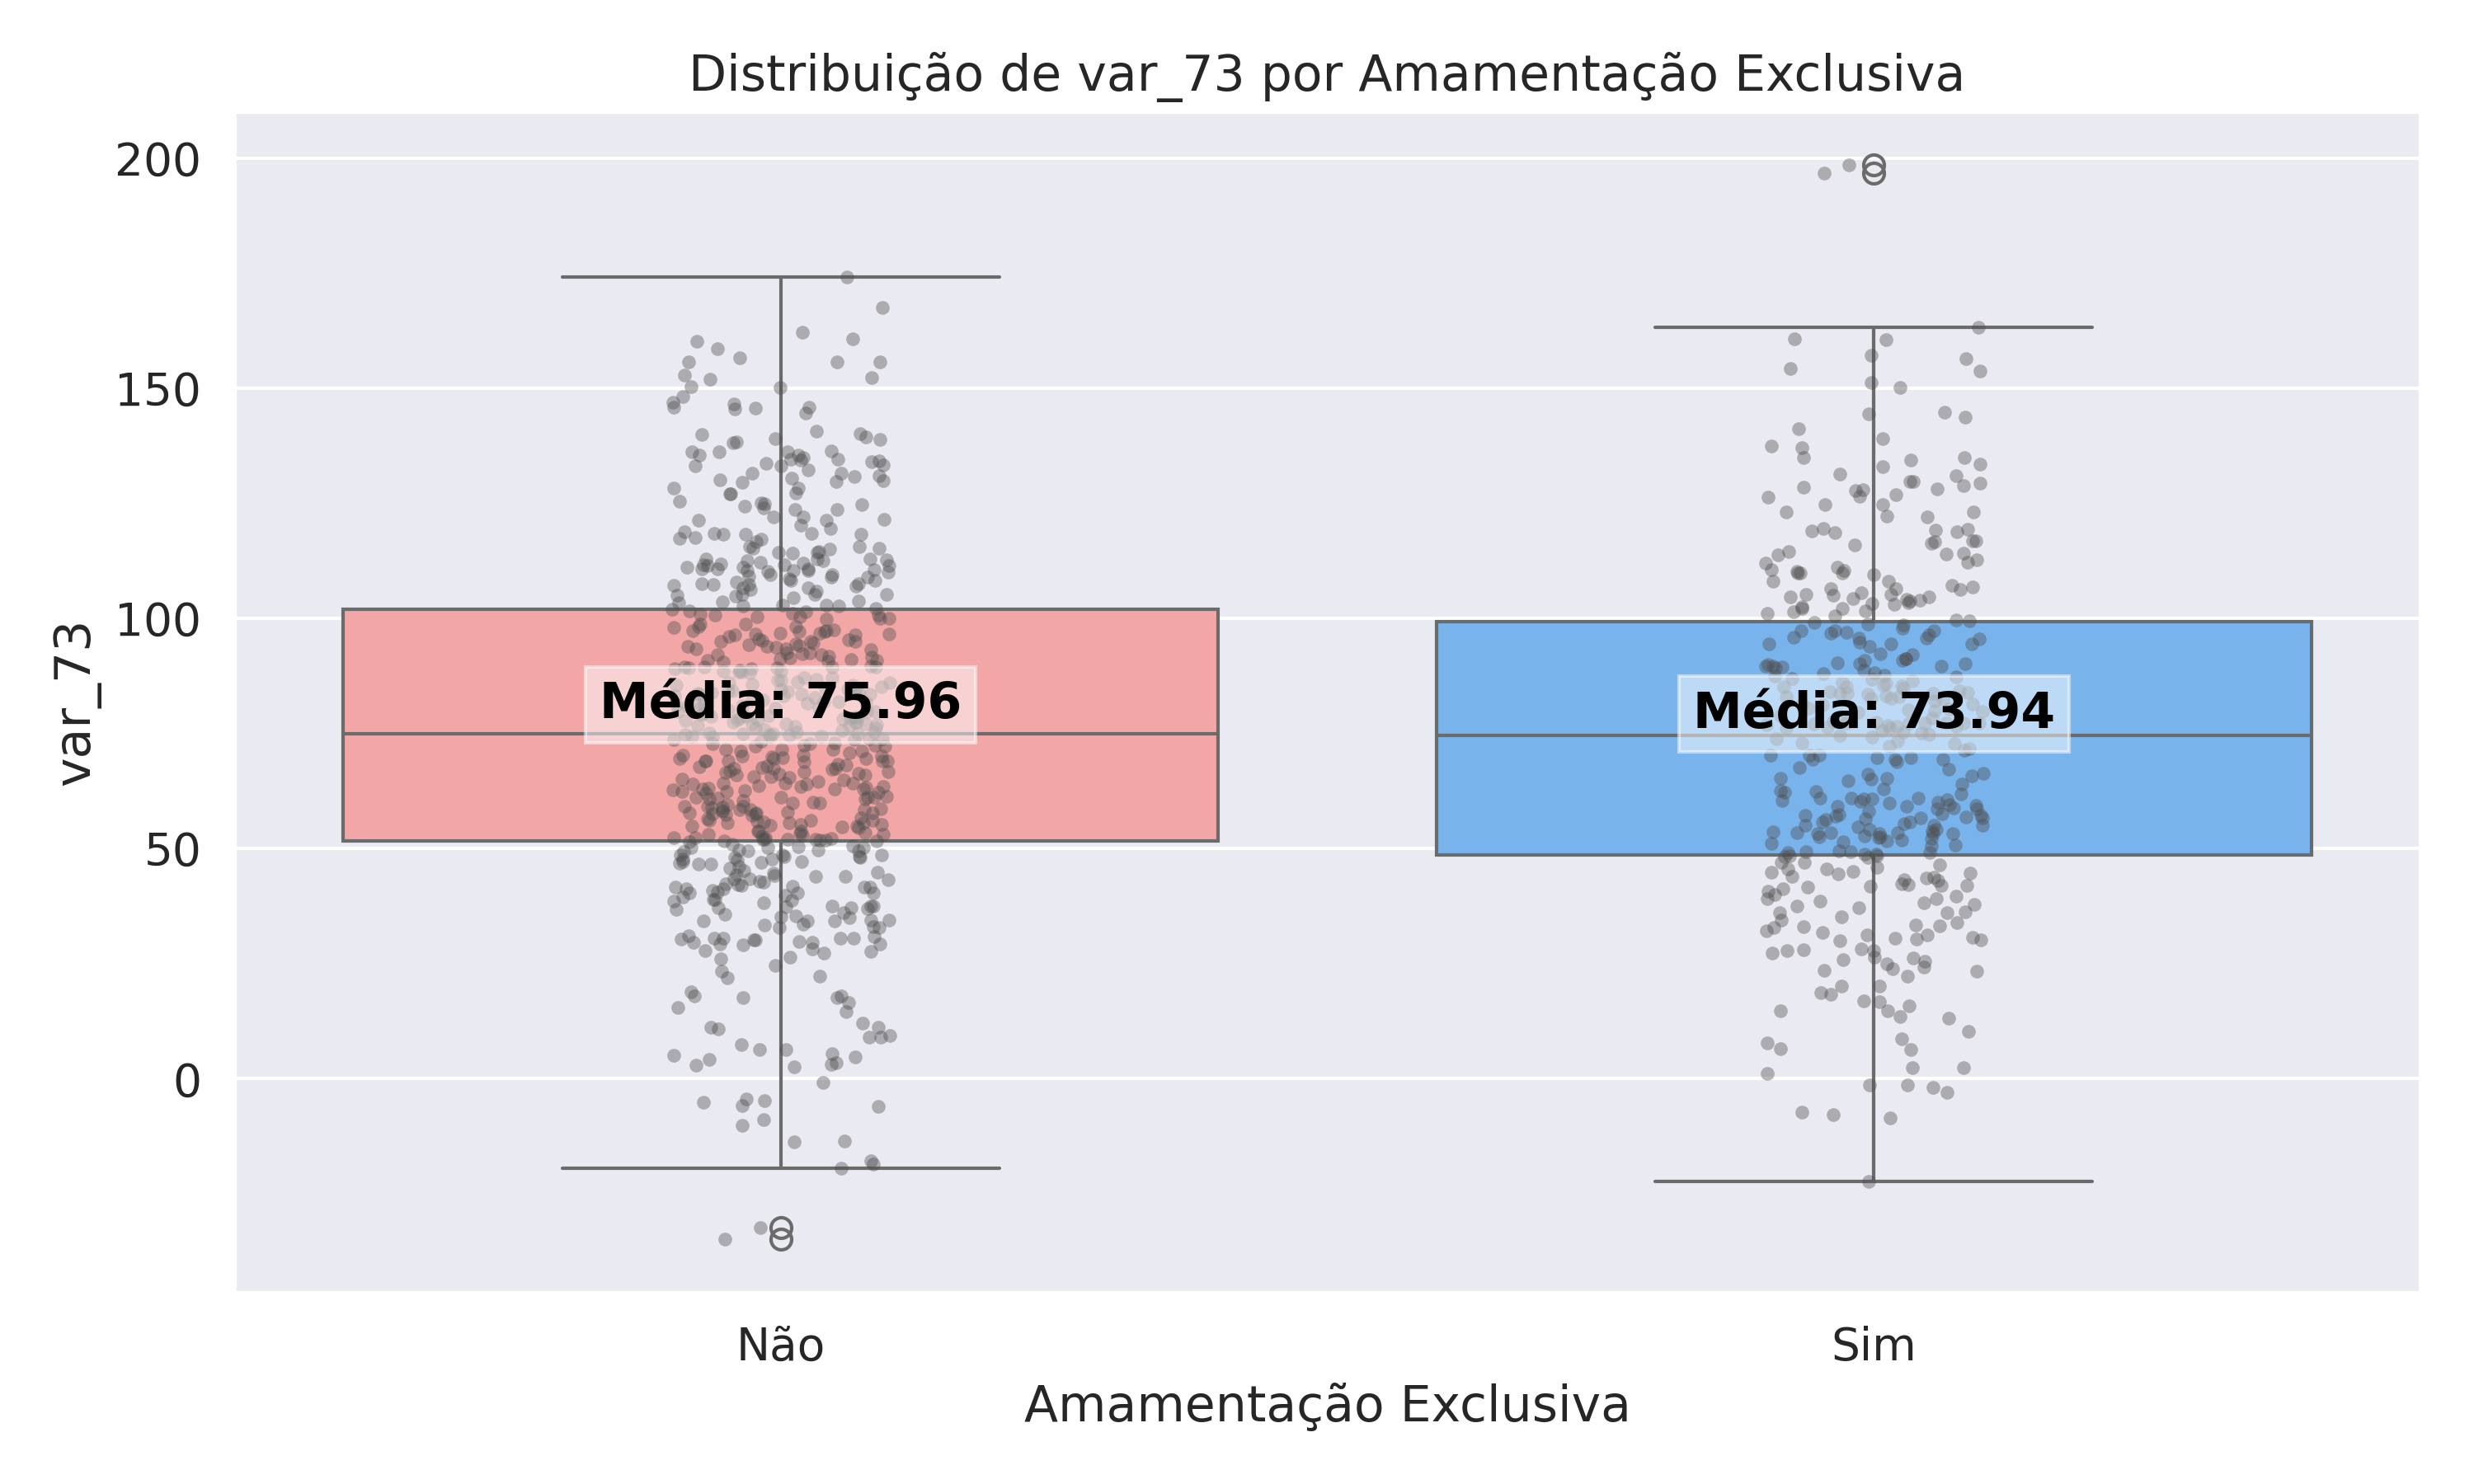 Distribuição de var_73 por Amamentação Exclusiva
200
150
100
50
0
var_73
Média: 75.96
Média: 73.94
Não
Sim
Amamentação Exclusiva